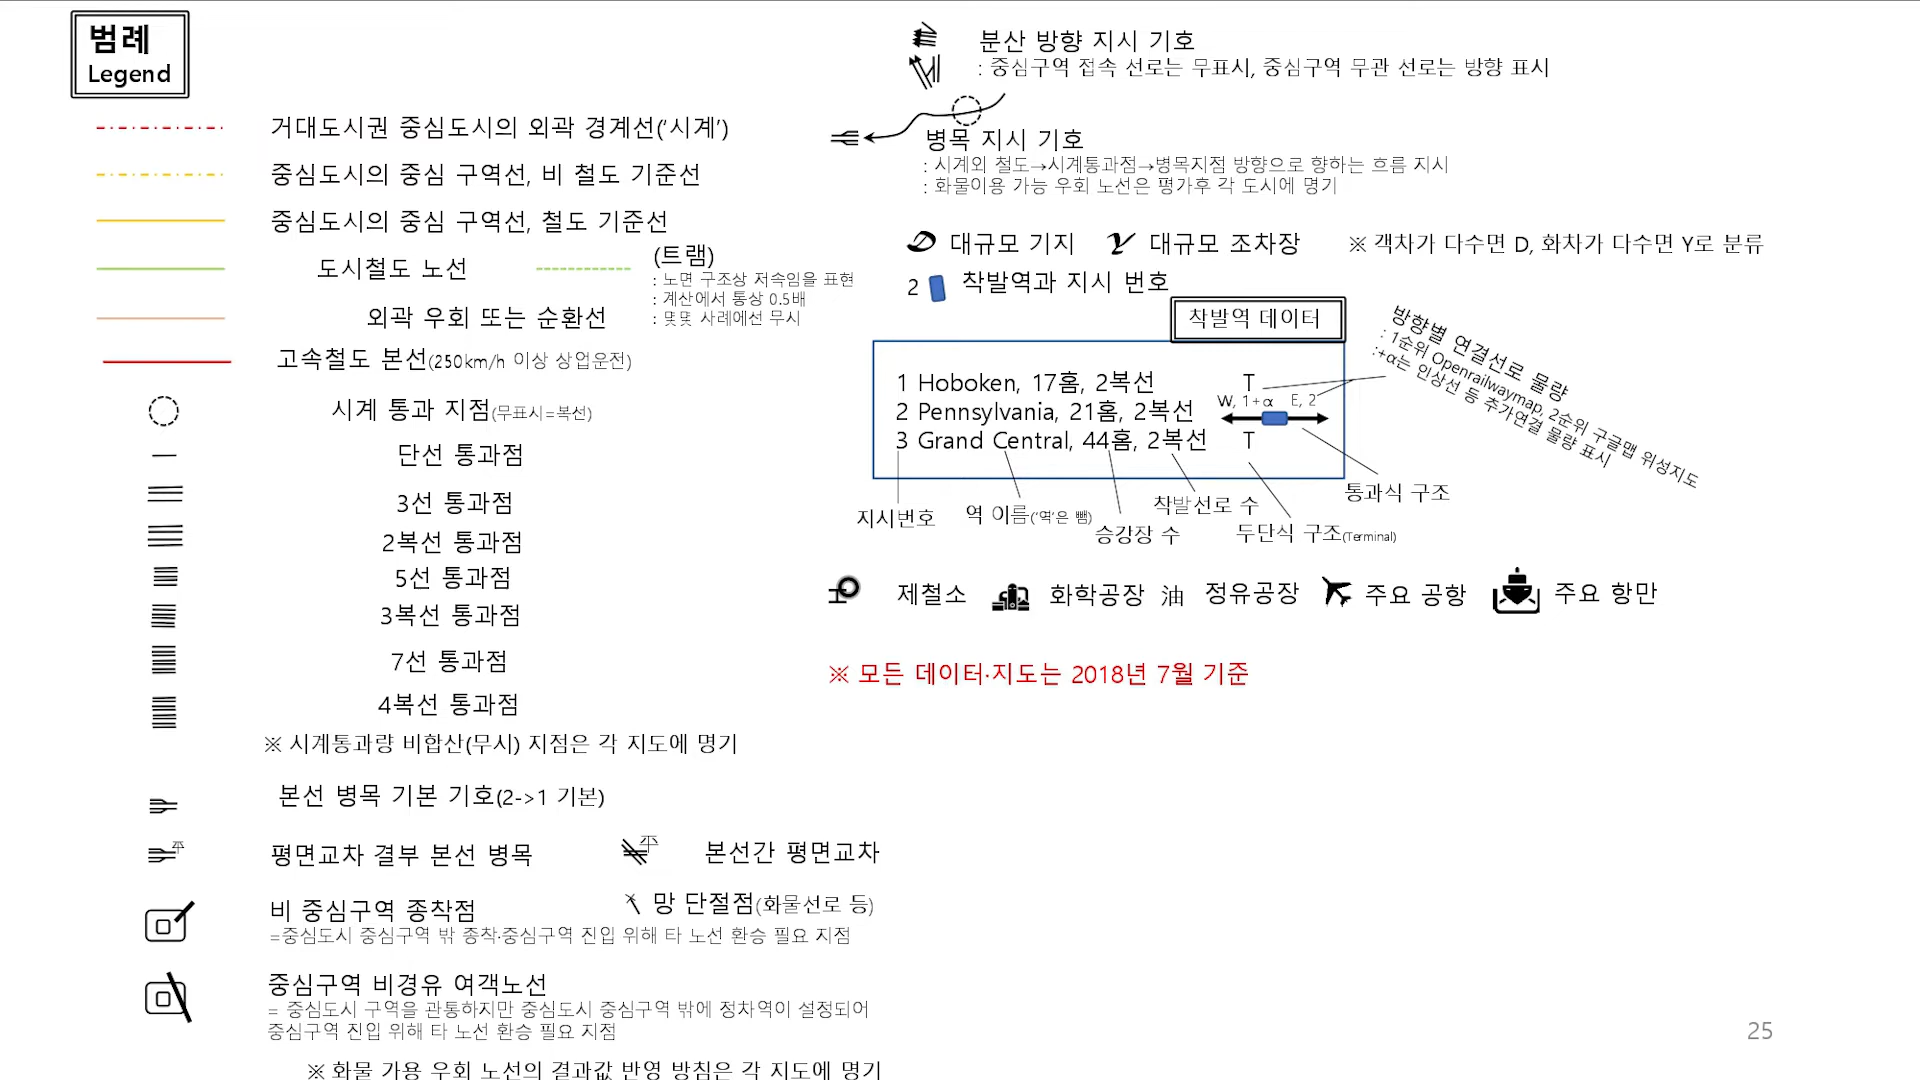 범례
Legend
거대도시권 중심도시의 외곽 경계선('시계')
중심도시의 중심 구역선, 비 철도 기준선
중심도시의 중심 구역선, 철도 기준선
도시철도 노선
(트램)
: 노면 구조상 저속임을 표현
: 계산에서 통상 0.5배
: 몇몇 사례에선 무시
외곽 우회 또는 순환선
고속철도 본선(250km/h 이상 상업운전)
시계 통과 지점(무표시=복선)
단선 통과점
3선 통과점
2복선 통과점
5선 통과점
3복선 통과점
7선 통과점
4복선 통과점
※ 시계통과량 비합산(무시) 지점은 각 지도에 명기
본선 병목 기본 기호(2->1 기본)
平
평면교차 결부 본선 병목
平
본선간 평면교차
비 중심구역 종착점
=중심도시 중심구역 밖 종착·중심구역 진입 위해 타 노선 환승 필요 지점
망 단절점(화물선로 등)
중심구역 비경유 여객노선
= 중심도시 구역을 관통하지만 중심도시 중심구역 밖에 정차역이 설정되어
중심구역 진입 위해 타 노선 환승 필요 지점
※ 화물 가용 우회 노선의 결과값 반영 방침은 각 지도에 명기
분산 방향 지시 기호
: 중심구역 접속 선로는 무표시, 중심구역 무관 선로는 방향 표시
병목 지시 기호
: 시계외 철도→시계통과점→병목지점 방향으로 향하는 흐름 지시
: 화물이용 가능 우회 노선은 평가후 각 도시에 명기
D 대규모 기지
Y 대규모 조차장
※ 객차가 다수면 D, 화차가 다수면 Y로 분류
2 착발역과 지시 번호
착발역 데이터
1 Hoboken, 17홈, 2복선 T
2 Pennsylvania, 21홈, 2복선 W, 1+α E, 2
3 Grand Central, 44홈, 2복선 T
방향별 연결선로 물량
: 1순위 Openrailwaymap, 2순위 구글맵 위성지도
:+α는 인상선 등 추가연결 물량 표시
지시번호
역 이름('역'은 뺌)
승강장 수
착발선로 수
두단식 구조(Terminal)
통과식 구조
제철소
화학공장
油 정유공장
주요 공항
주요 항만
※ 모든 데이터·지도는 2018년 7월 기준
25